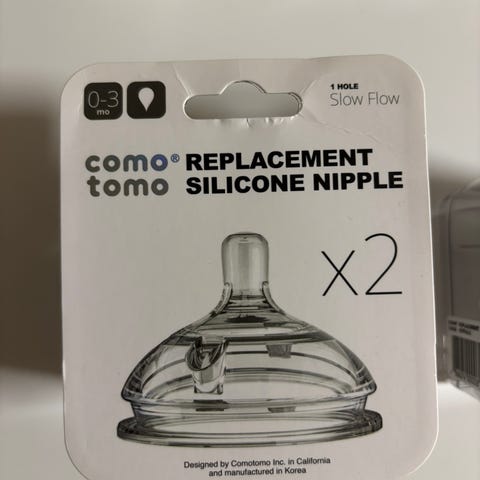 0-3
mo
1 HOLE
Slow Flow
como® REPLACEMENT
tomo SILICONE NIPPLE
x2
Designed by Comotomo Inc. in California
and manufactured in Korea